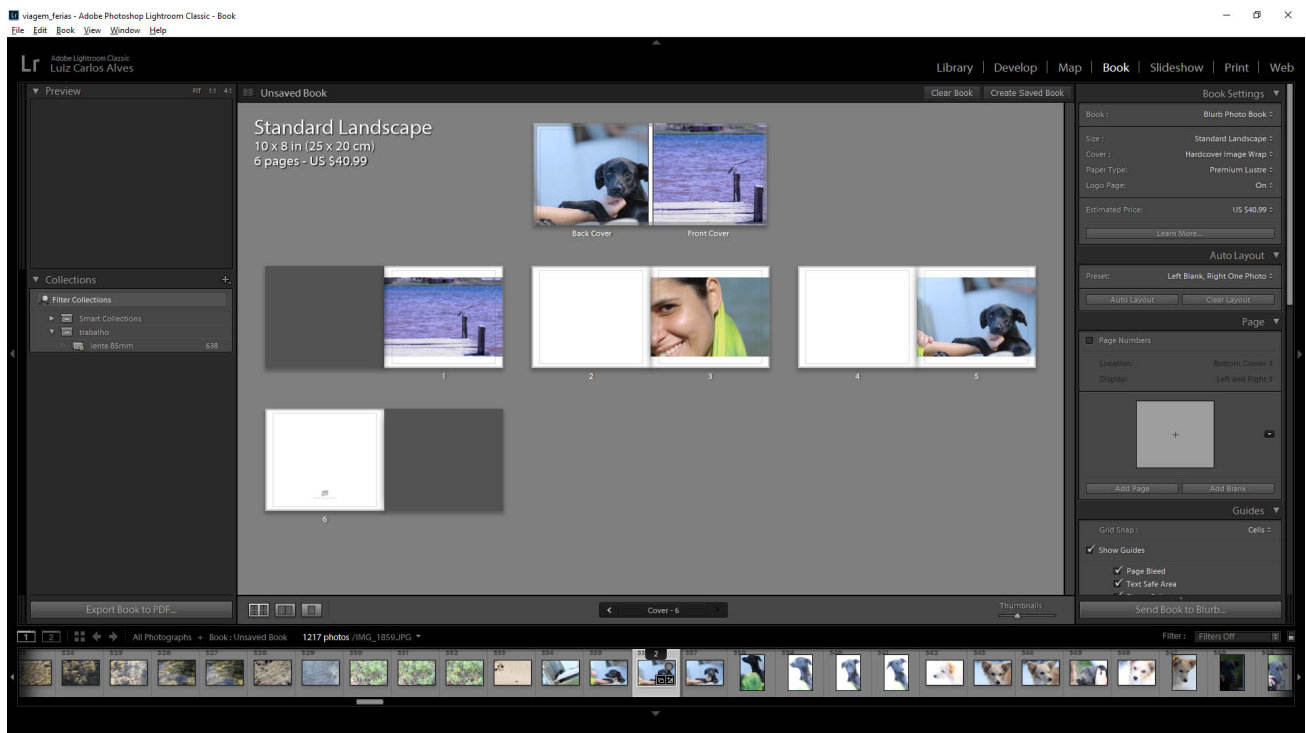 viagem_ferias - Adobe Photoshop Lightroom Classic - Book
File Edit Book View Window Help
Lr Adobe Lightroom Classic
Luiz Carlos Alves
Library | Develop | Map | Book | Slideshow | Print | Web
Preview FIT 1:1 4:1
Unsaved Book Clear Book Create Saved Book
Standard Landscape
10 x 8 in (25 x 20 cm)
6 pages - US $40.99
Back Cover Front Cover
1 2 3 4 5
6
Collections
Filter Collections
Smart Collections
trabalho
lente 85mm 638
Export Book to PDF...
Cover - 6
Thumbnails
Book Settings
Book : Blurb Photo Book
Size : Standard Landscape
Cover : Hardcover Image Wrap
Paper Type: Premium Lustre
Logo Page: On
Estimated Price: US $40.99
Learn More...
Auto Layout
Preset: Left Blank, Right One Photo
Auto Layout Clear Layout
Page
Page Numbers
Location: Bottom Corner
Display: Left and Right
Add Page Add Blank
Guides
Grid Snap : Cells
Show Guides
Page Bleed
Text Safe Area
Send Book to Blurb...
1 2 All Photographs + Book : Unsaved Book 1217 photos /IMG_1859.JPG Filter : Filters Off
2